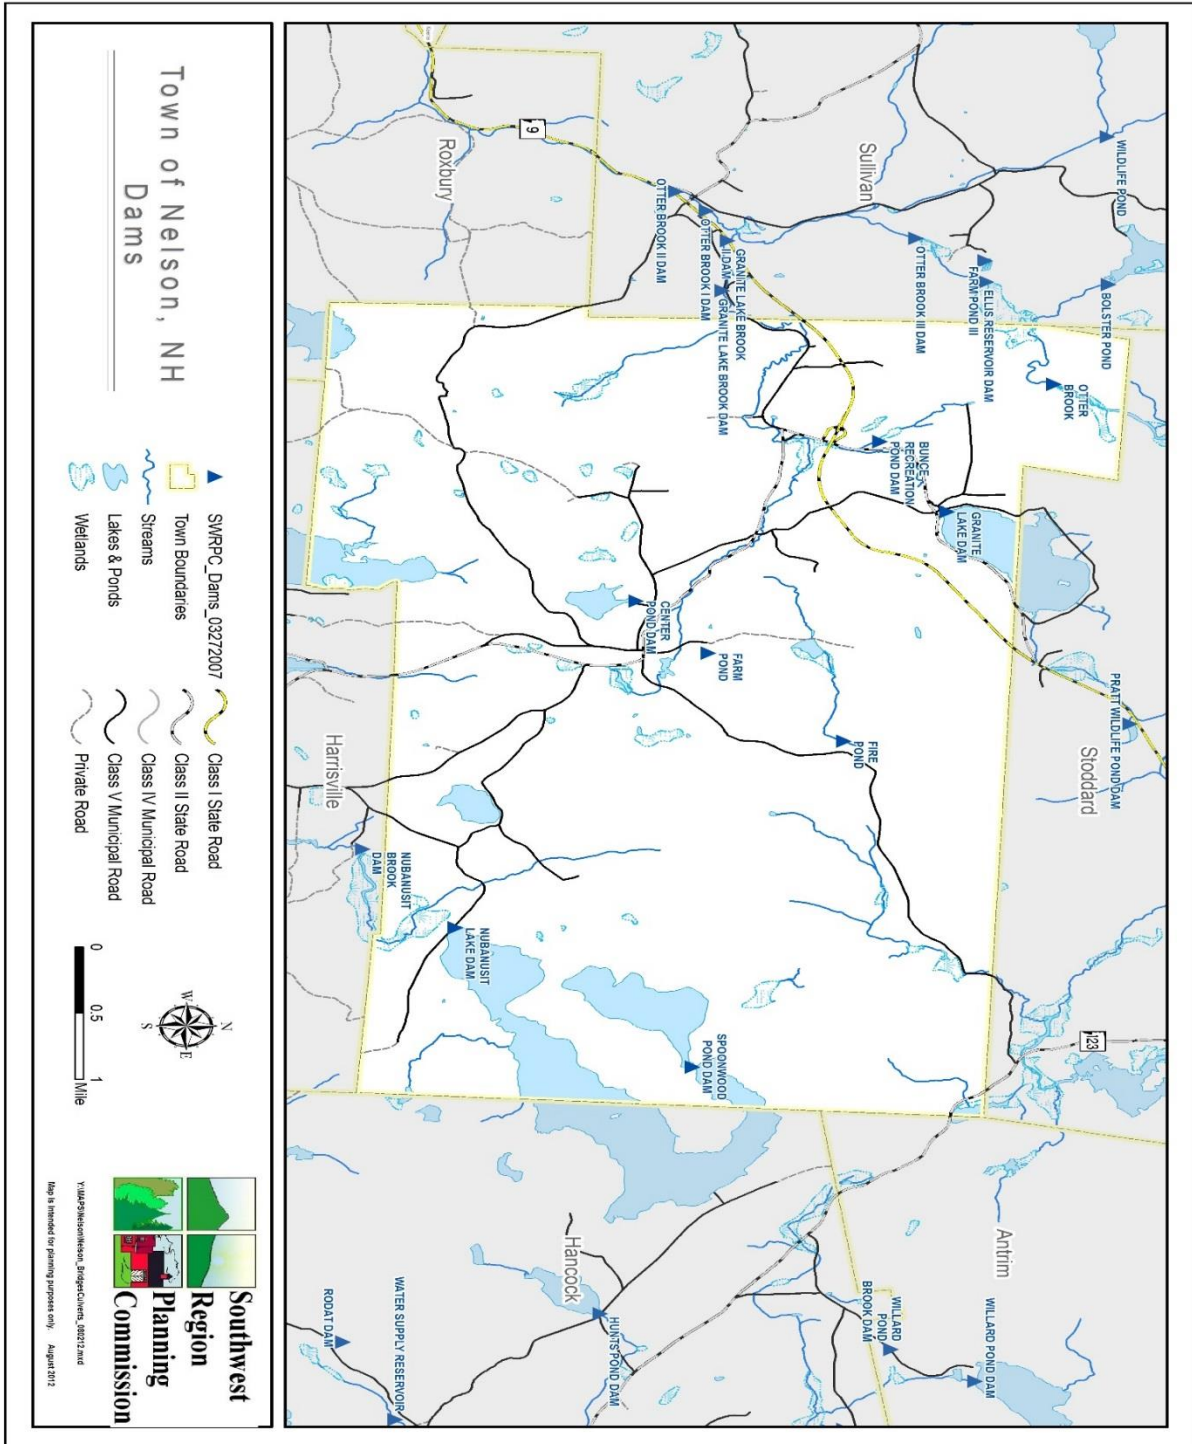 Town of Nelson, NH
Dams
SWRPC_Dams_03272007
Town Boundaries
Streams
Lakes & Ponds
Wetlands
Class I State Road
Class II State Road
Class IV Municipal Road
Class V Municipal Road
Private Road
N
W
E
S
0
0.5
1
Mile
Southwest
Region
Planning
Commission
Map is intended for planning purposes only. August 2012
WILDLIFE POND
BOLSTER POND
OTTER
BROOK
PRATT WILDLIFE POND DAM
Stoddard
123
Antrim
WILLARD POND DAM
WILLARD
POND
BROOK DAM
Sullivan
FARM POND III
ELLIS RESERVOIR DAM
OTTER BROOK III DAM
BUNCE
RECREATION
POND DAM
GRANITE
LAKE DAM
FIRE
POND
9
OTTER BROOK II DAM
OTTER BROOK I DAM
GRANITE LAKE BROOK
II DAM
GRANITE LAKE BROOK DAM
FARM
POND
CENTER
POND DAM
SPOONWOOD
POND DAM
HUNTS POND DAM
Hancock
Roxbury
NUBANUSIT
LAKE DAM
NUBANUSIT
BROOK
DAM
Harrisville
WATER SUPPLY RESERVOIR
RODAT DAM